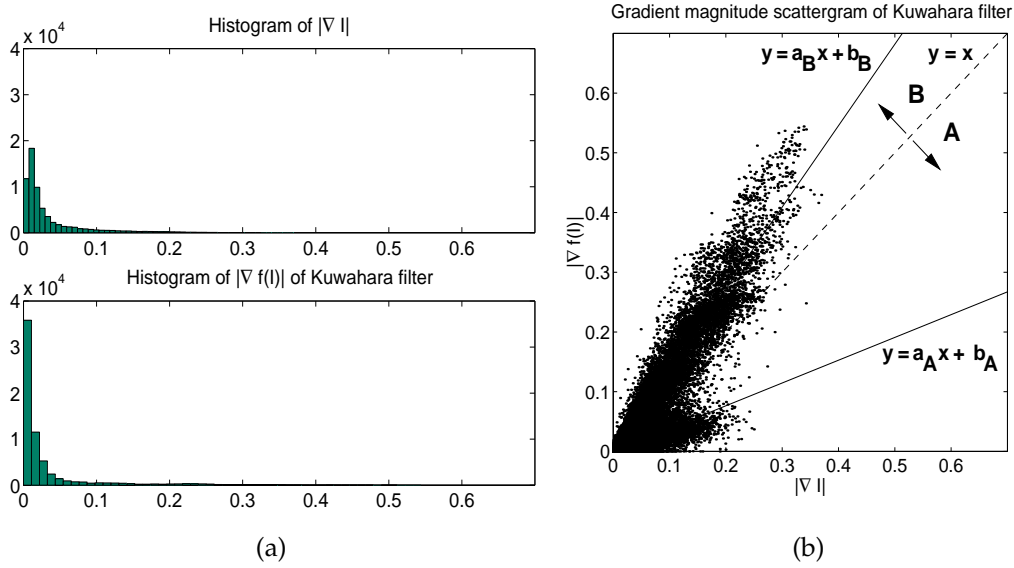 Histogram of |∇ I|
x 10⁴
4
3
2
1
0
0 0.1 0.2 0.3 0.4 0.5 0.6
Histogram of |∇ f(I)| of Kuwahara filter
x 10⁴
4
3
2
1
0
0 0.1 0.2 0.3 0.4 0.5 0.6
(a)
Gradient magnitude scattergram of Kuwahara filter
y = a_B x + b_B
y = x
B
A
y = a_A x + b_A
|∇ f(I)|
0.6
0.5
0.4
0.3
0.2
0.1
0
0 0.1 0.2 0.3 0.4 0.5 0.6
|∇ I|
(b)